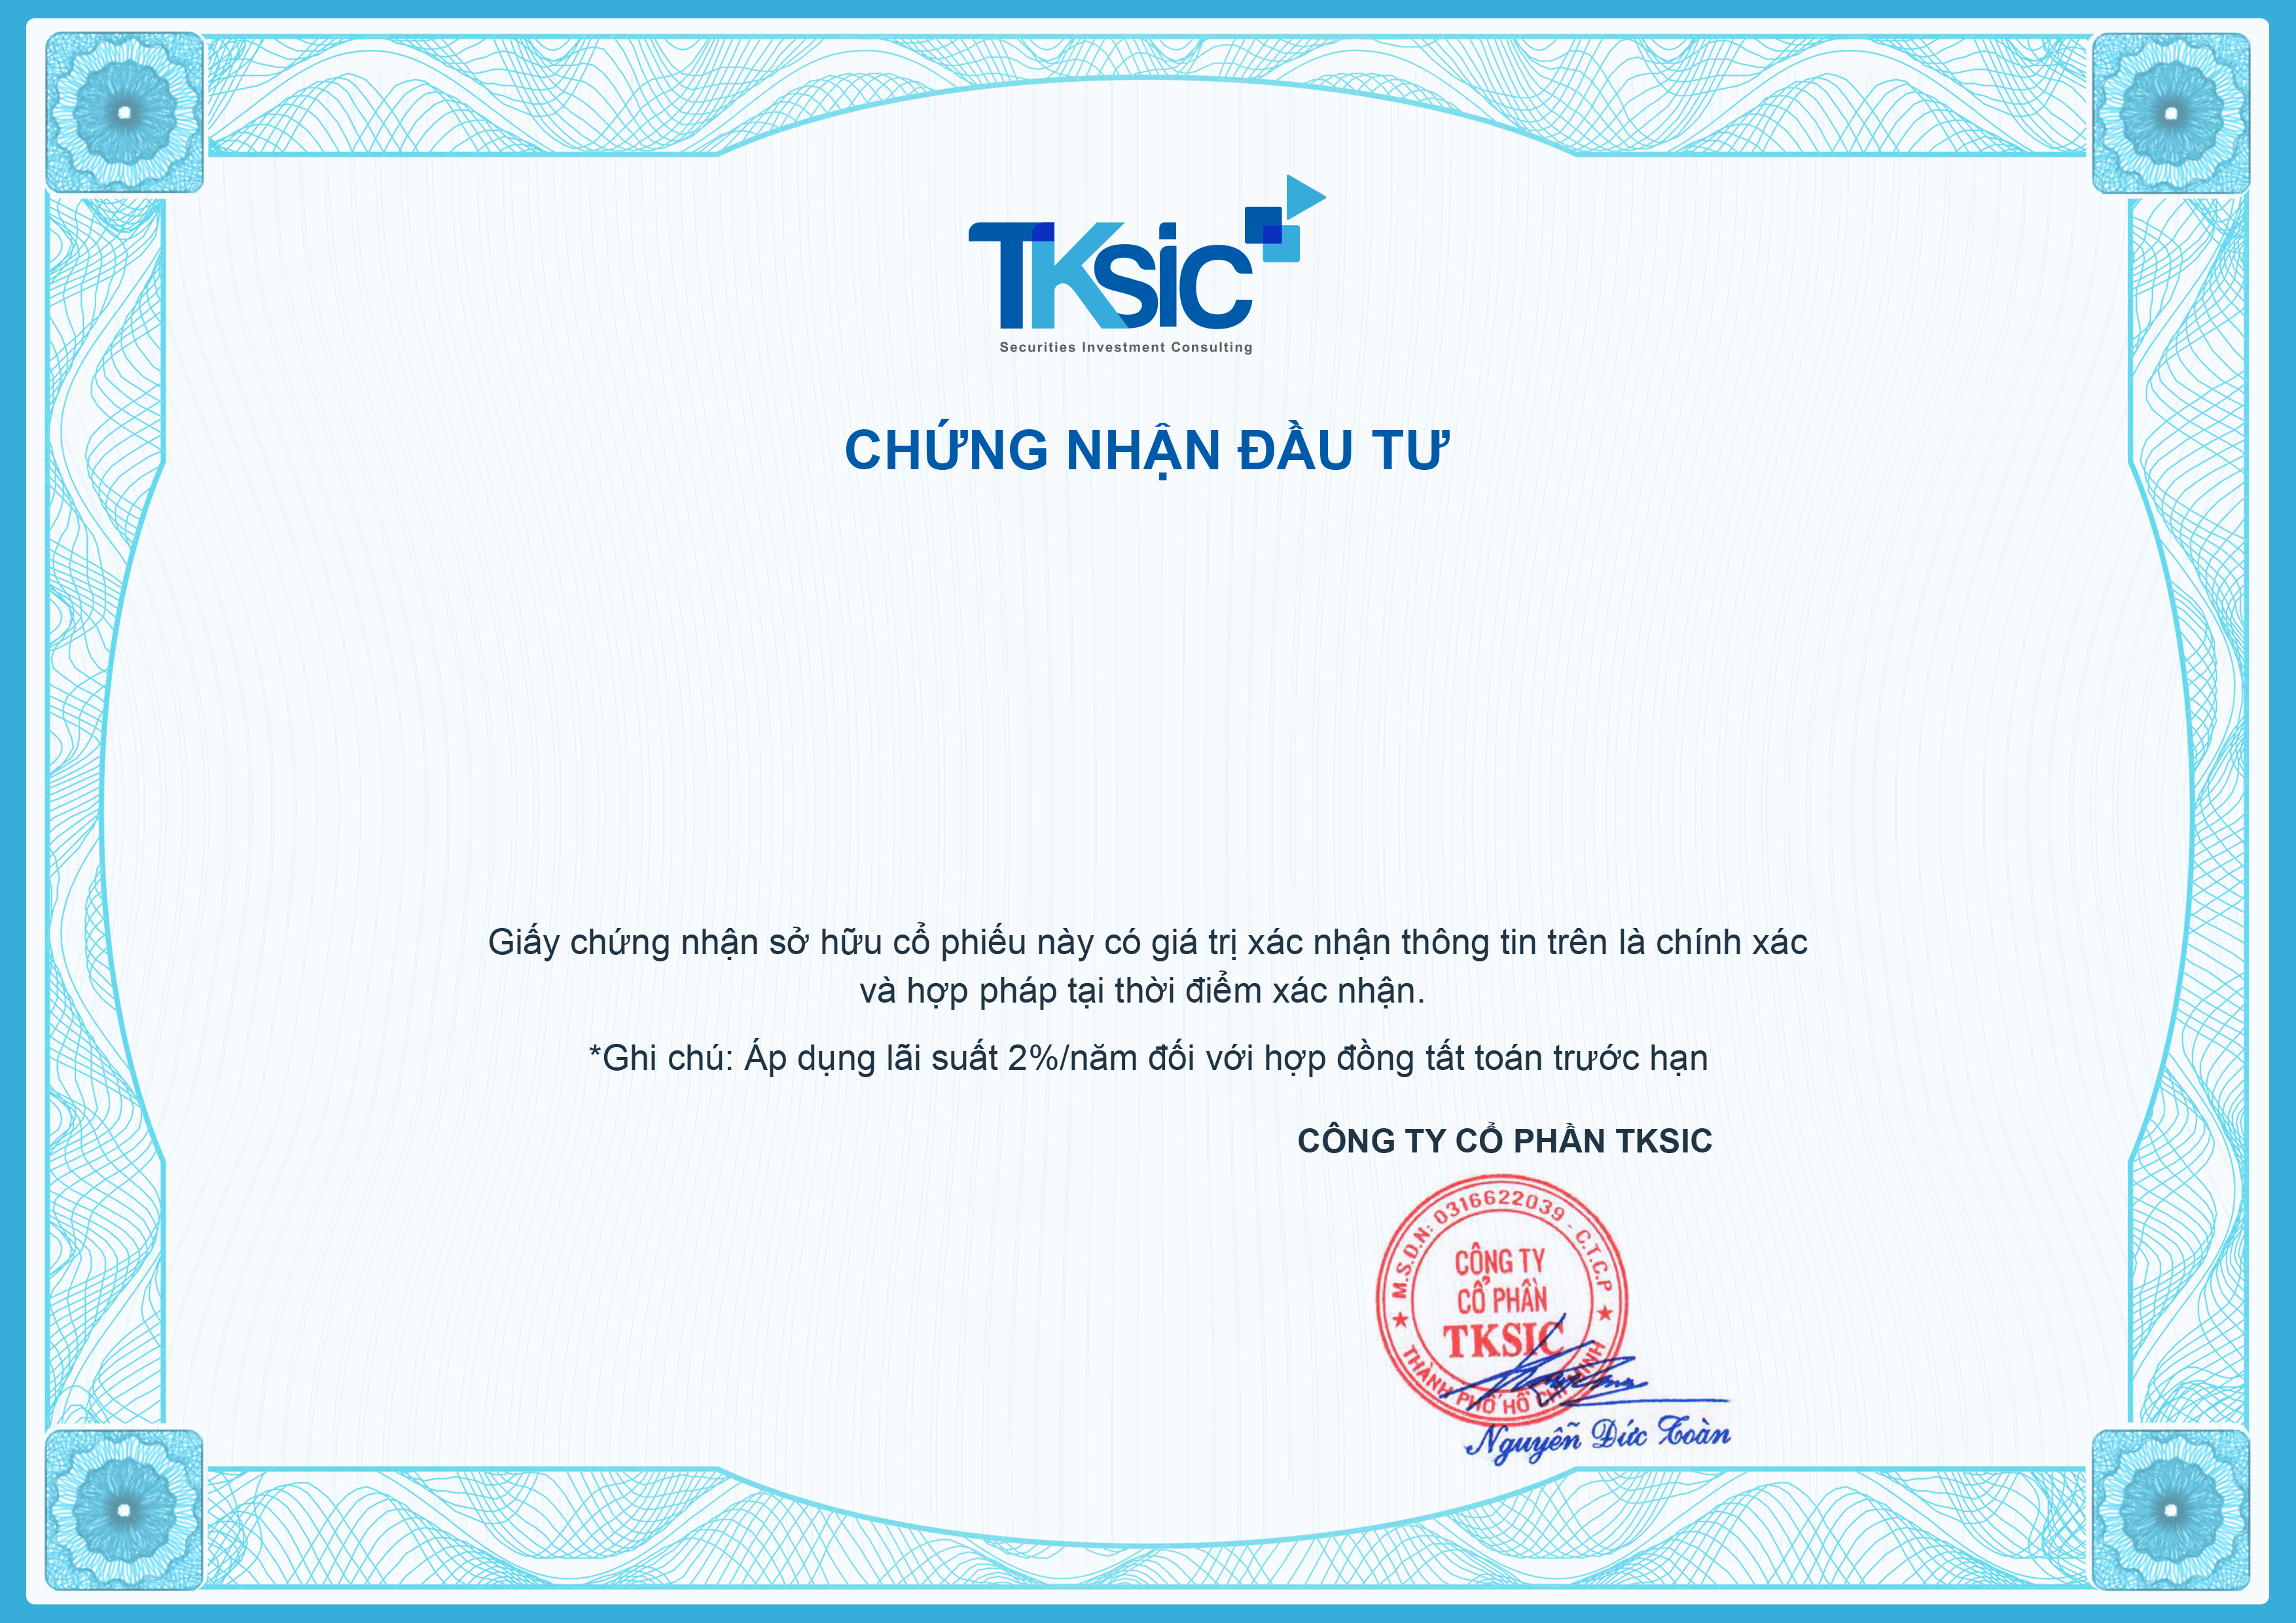 TKSIC
Securities Investment Consulting
CHỨNG NHẬN ĐẦU TƯ
Giấy chứng nhận sở hữu cổ phiếu này có giá trị xác nhận thông tin trên là chính xác
và hợp pháp tại thời điểm xác nhận.
*Ghi chú: Áp dụng lãi suất 2%/năm đối với hợp đồng tất toán trước hạn
CÔNG TY CỔ PHẦN TKSIC
M.S.D.N: 0316622039 - C.T.C.P
CÔNG TY
CỔ PHẦN
TKSIC
★ THÀNH PHỐ HỒ CHÍ MINH ★
Nguyễn Đức Toàn